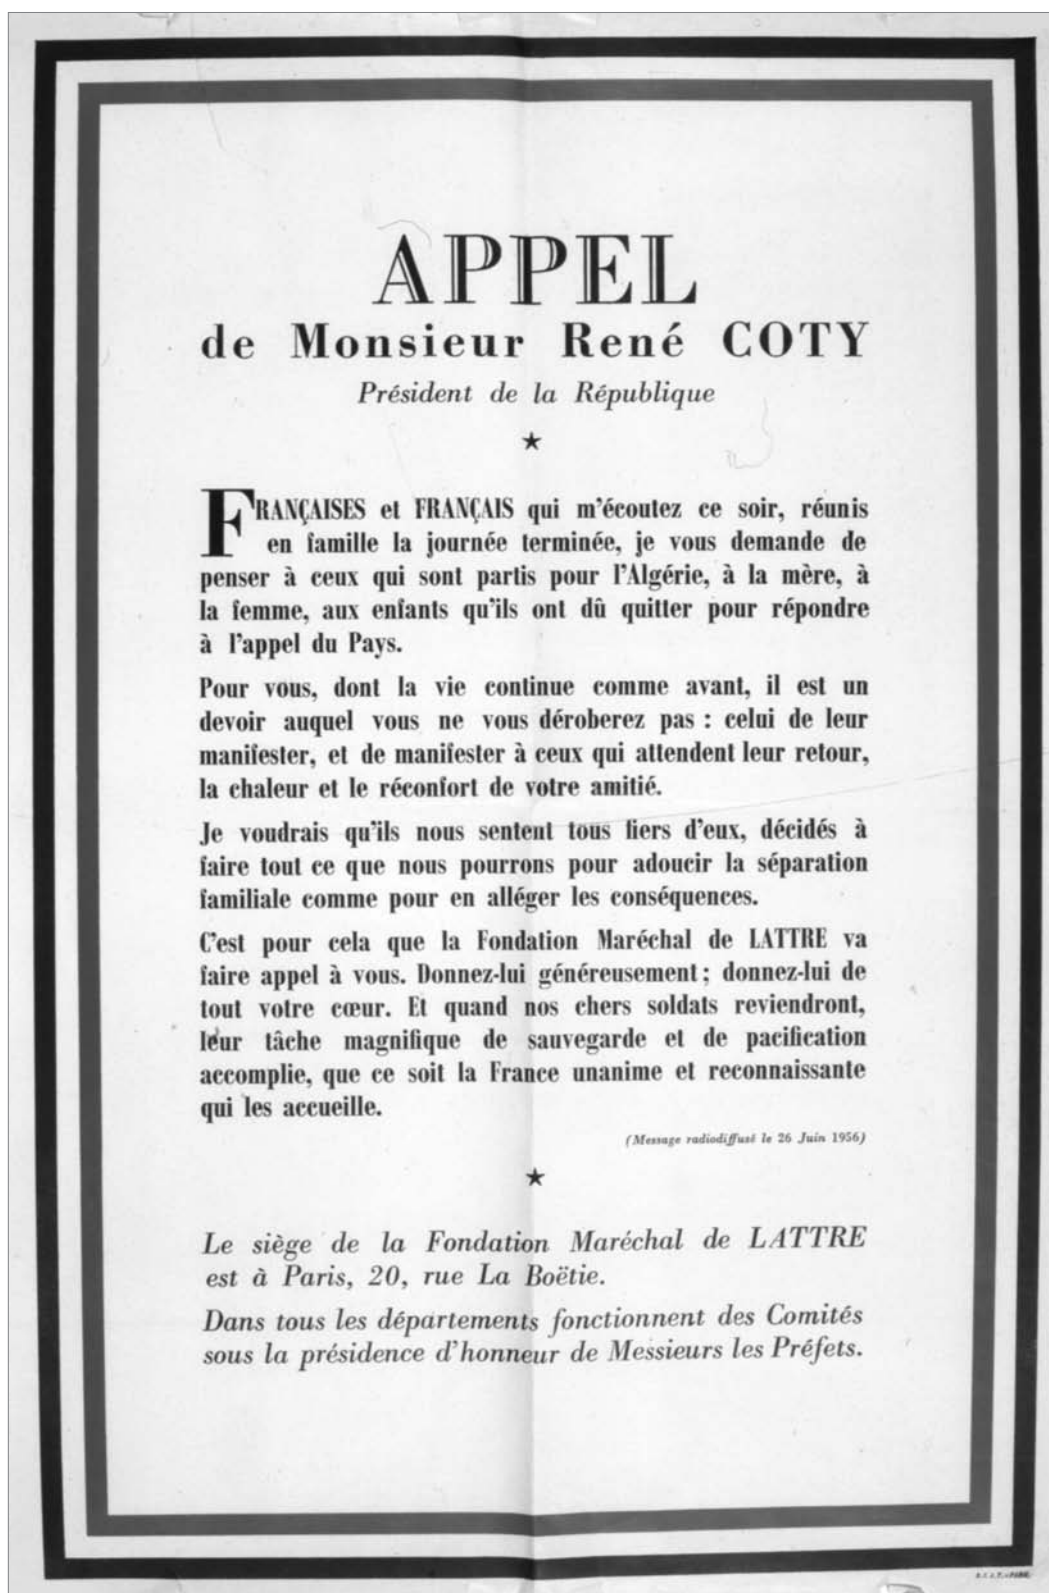 APPEL
de Monsieur René COTY
Président de la République
★
FRANÇAISES et FRANÇAIS qui m'écoutez ce soir, réunis
en famille la journée terminée, je vous demande de
penser à ceux qui sont partis pour l'Algérie, à la mère, à
la femme, aux enfants qu'ils ont dû quitter pour répondre
à l'appel du Pays.
Pour vous, dont la vie continue comme avant, il est un
devoir auquel vous ne vous déroberez pas : celui de leur
manifester, et de manifester à ceux qui attendent leur retour,
la chaleur et le réconfort de votre amitié.
Je voudrais qu'ils nous sentent tous fiers d'eux, décidés à
faire tout ce que nous pourrons pour adoucir la séparation
familiale comme pour en alléger les conséquences.
C'est pour cela que la Fondation Maréchal de LATTRE va
faire appel à vous. Donnez-lui généreusement ; donnez-lui de
tout votre cœur. Et quand nos chers soldats reviendront,
leur tâche magnifique de sauvegarde et de pacification
accomplie, que ce soit la France unanime et reconnaissante
qui les accueille.
(Message radiodiffusé le 26 Juin 1956)
★
Le siège de la Fondation Maréchal de LATTRE
est à Paris, 20, rue La Boëtie.
Dans tous les départements fonctionnent des Comités
sous la présidence d'honneur de Messieurs les Préfets.